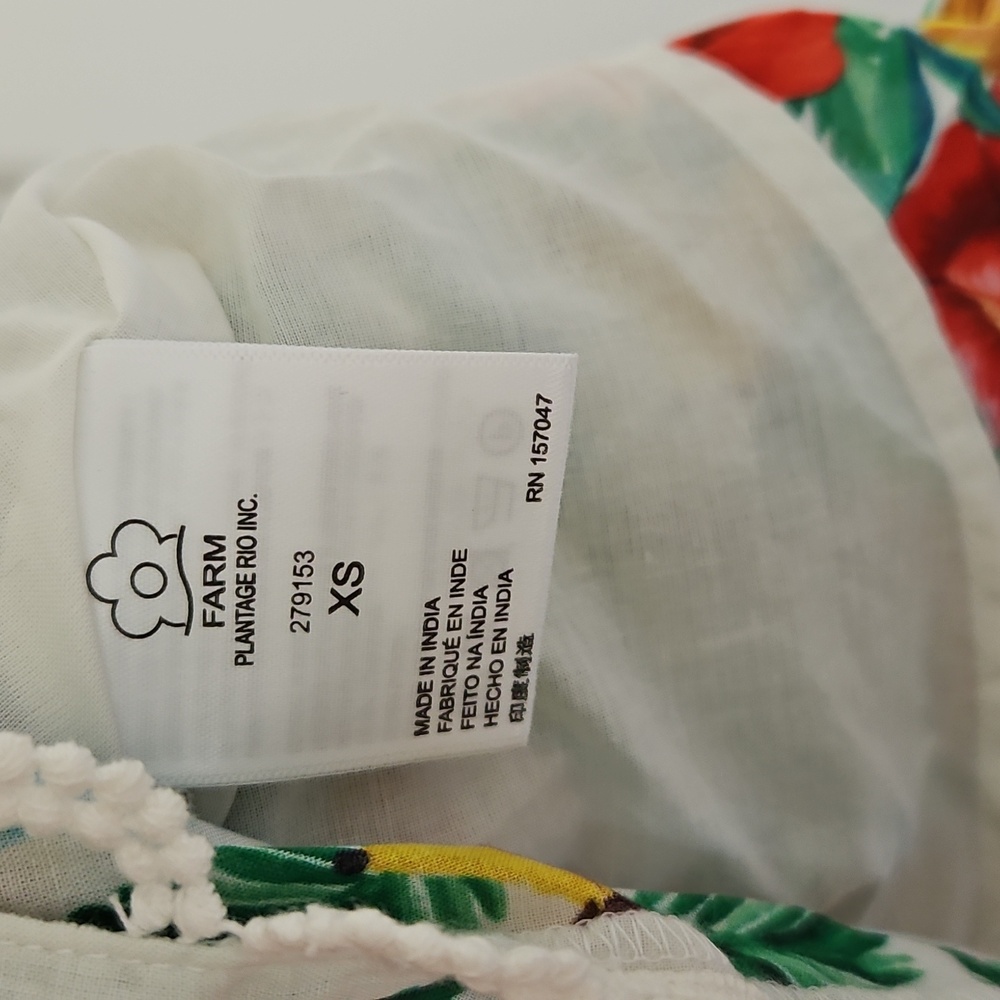 FARM
PLANTAGE RIO INC.
279153
XS
MADE IN INDIA
FABRIQUÉ EN INDE
FEITO NA ÍNDIA
HECHO EN INDIA
印度制造
RN 157047